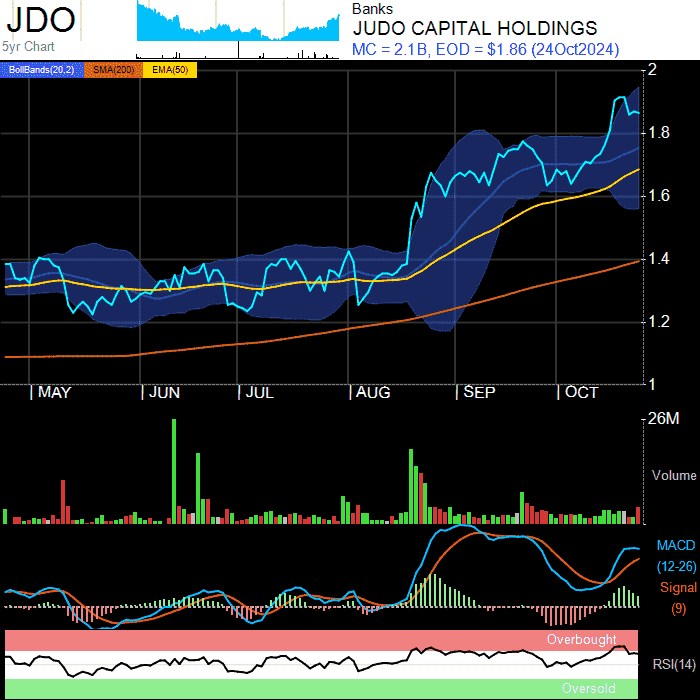 JDO
5yr Chart
Banks
JUDO CAPITAL HOLDINGS
MC = 2.1B, EOD = $1.86 (24Oct2024)
BollBands(20,2) SMA(200) EMA(50)
2
1.8
1.6
1.4
1.2
1
MAY JUN JUL AUG SEP OCT
26M
Volume
MACD
(12-26)
Signal
(9)
Overbought
RSI(14)
Oversold